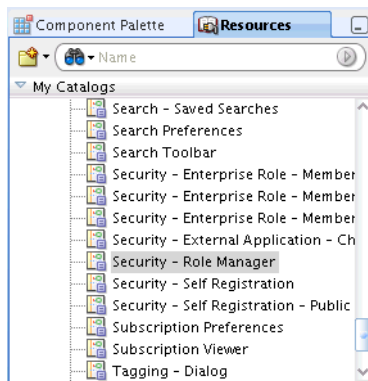 Component Palette Resources
Name
My Catalogs
Search - Saved Searches
Search Preferences
Search Toolbar
Security - Enterprise Role - Member
Security - Enterprise Role - Member
Security - Enterprise Role - Member
Security - External Application - Ch
Security - Role Manager
Security - Self Registration
Security - Self Registration - Public
Subscription Preferences
Subscription Viewer
Tagging - Dialog